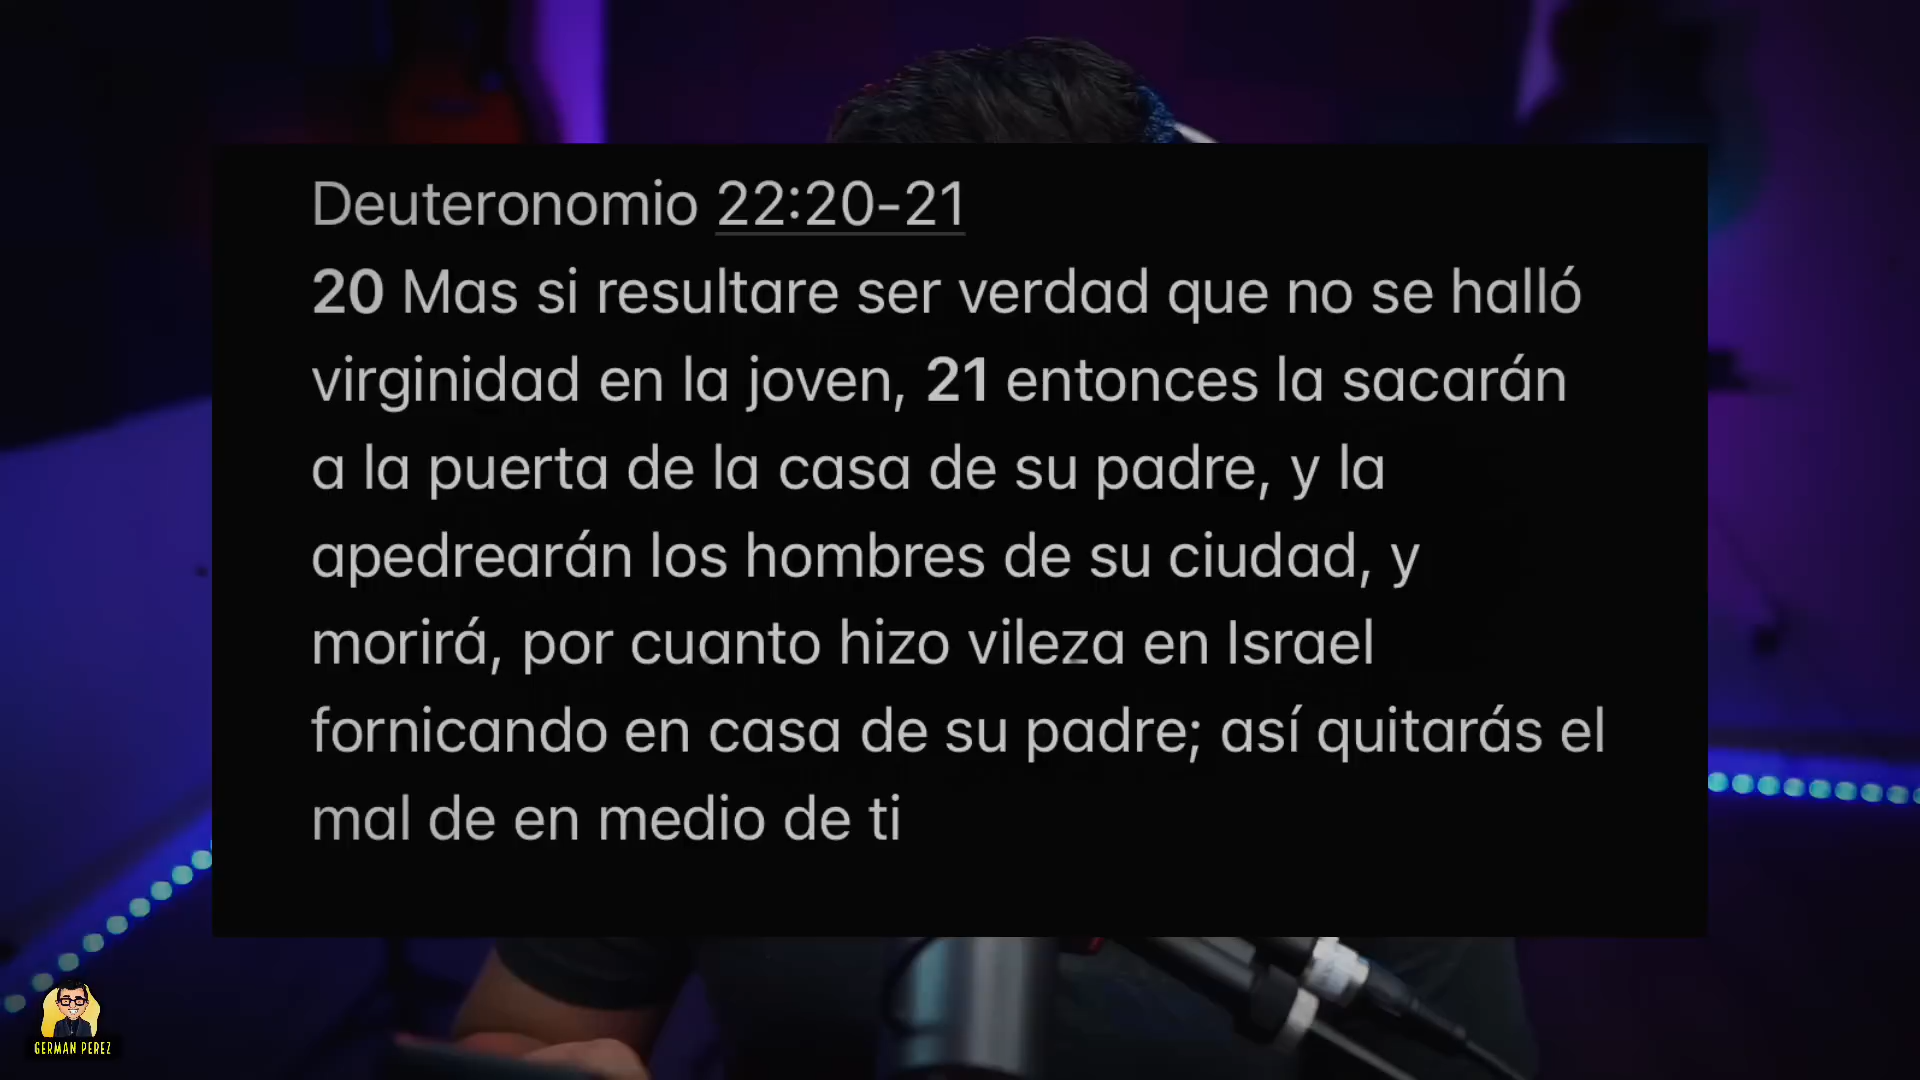 Deuteronomio 22:20-21
20 Mas si resultare ser verdad que no se halló
virginidad en la joven, 21 entonces la sacarán
a la puerta de la casa de su padre, y la
apedrearán los hombres de su ciudad, y
morirá, por cuanto hizo vileza en Israel
fornicando en casa de su padre; así quitarás el
mal de en medio de ti
GERMAN PEREZ